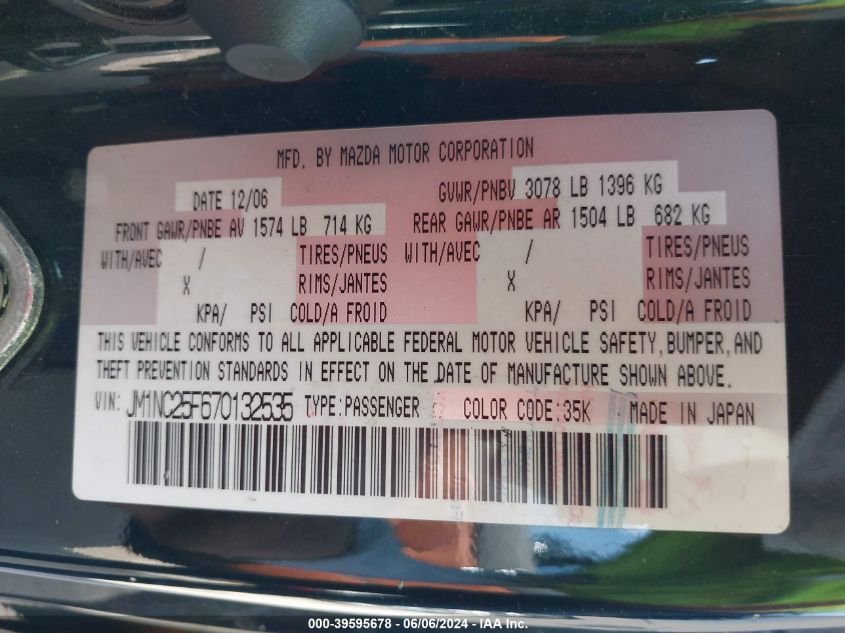 MFD. BY MAZDA MOTOR CORPORATION
DATE 12/06 GVWR/PNBV 3078 LB 1396 KG
FRONT GAWR/PNBE AV 1574 LB 714 KG REAR GAWR/PNBE AR 1504 LB 682 KG
WITH/AVEC / TIRES/PNEUS WITH/AVEC / TIRES/PNEUS
X RIMS/JANTES X RIMS/JANTES
KPA/ PSI COLD/A FROID KPA/ PSI COLD/A FROID
THIS VEHICLE CONFORMS TO ALL APPLICABLE FEDERAL MOTOR VEHICLE SAFETY, BUMPER, AND
THEFT PREVENTION STANDARDS IN EFFECT ON THE DATE OF MANUFACTURE SHOWN ABOVE.
VIN: JM1NC25F670132535 TYPE:PASSENGER COLOR CODE:35K MADE IN JAPAN
000-39595678 - 06/06/2024 - IAA Inc.